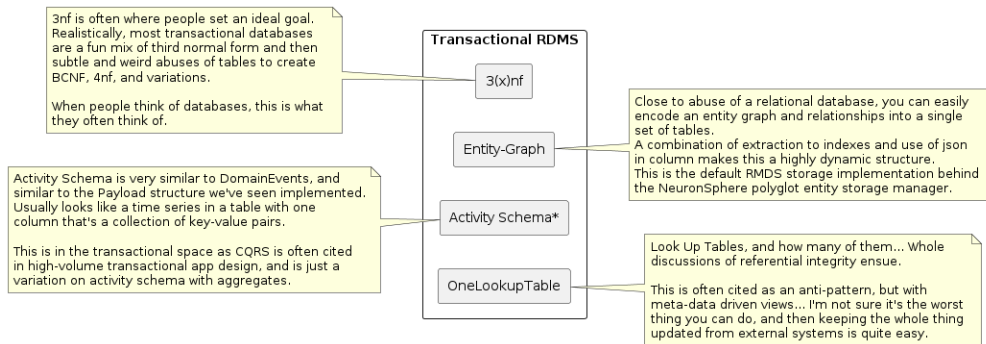 3nf is often where people set an ideal goal.
Realistically, most transactional databases
are a fun mix of third normal form and then
subtle and weird abuses of tables to create
BCNF, 4nf, and variations.
When people think of databases, this is what
they often think of.
Transactional RDMS
3(x)nf
Close to abuse of a relational database, you can easily
encode an entity graph and relationships into a single
set of tables.
A combination of extraction to indexes and use of json
in column makes this a highly dynamic structure.
This is the default RMDS storage implementation behind
the NeuronSphere polyglot entity storage manager.
Entity-Graph
Activity Schema is very similar to DomainEvents, and
similar to the Payload structure we've seen implemented.
Usually looks like a time series in a table with one
column that's a collection of key-value pairs.
This is in the transactional space as CQRS is often cited
in high-volume transactional app design, and is just a
variation on activity schema with aggregates.
Activity Schema*
OneLookupTable
Look Up Tables, and how many of them... Whole
discussions of referential integrity ensue.
This is often cited as an anti-pattern, but with
meta-data driven views... I'm not sure it's the worst
thing you can do, and then keeping the whole thing
updated from external systems is quite easy.